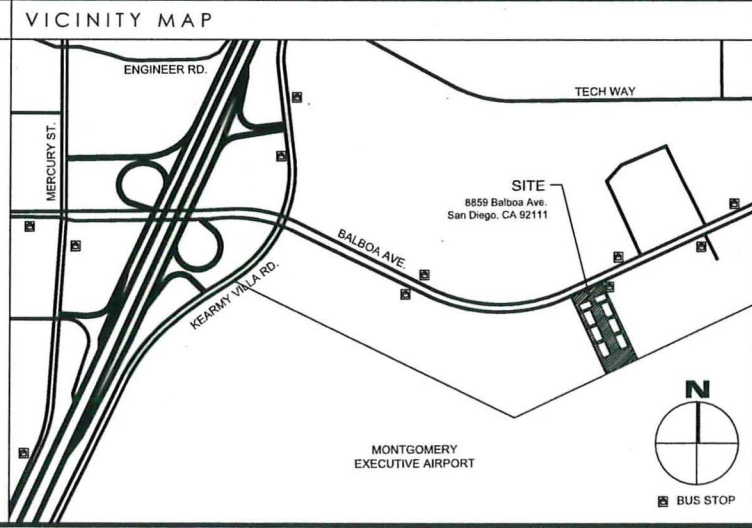 VICINITY MAP
ENGINEER RD.
TECH WAY
MERCURY ST.
SITE
8859 Balboa Ave.
San Diego, CA 92111
BALBOA AVE.
KEARMY VILLA RD.
MONTGOMERY
EXECUTIVE AIRPORT
N
BUS STOP